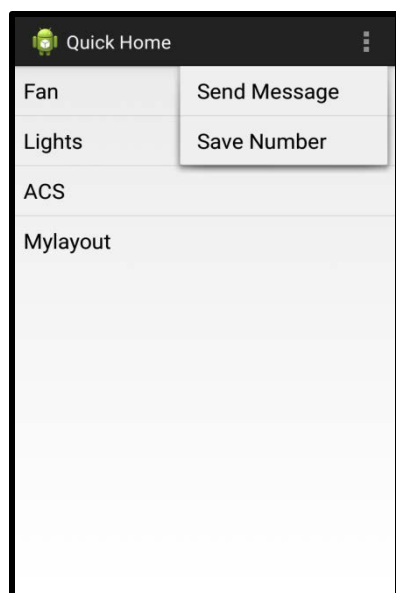 Quick Home
Fan
Send Message
Lights
Save Number
ACS
Mylayout